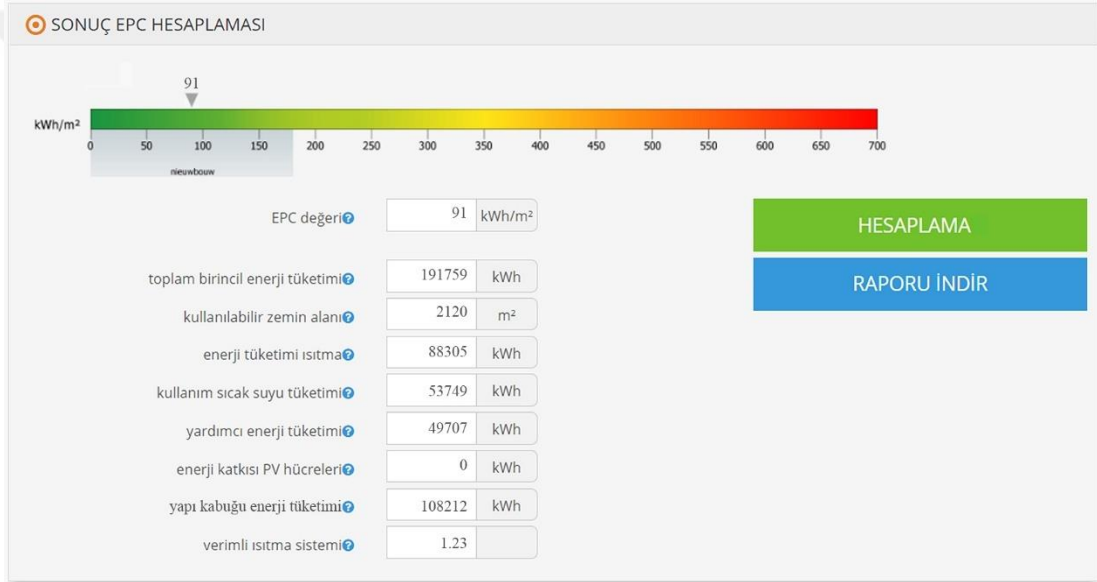 SONUÇ EPC HESAPLAMASI
91
kWh/m²
0 50 100 150 200 250 300 350 400 450 500 550 600 650 700
nieuwbouw
EPC değeri 91 kWh/m²
HESAPLAMA
toplam birincil enerji tüketimi 191759 kWh
RAPORU İNDİR
kullanılabilir zemin alanı 2120 m²
enerji tüketimi ısıtma 88305 kWh
kullanım sıcak suyu tüketimi 53749 kWh
yardımcı enerji tüketimi 49707 kWh
enerji katkısı PV hücreleri 0 kWh
yapı kabuğu enerji tüketimi 108212 kWh
verimli ısıtma sistemi 1.23